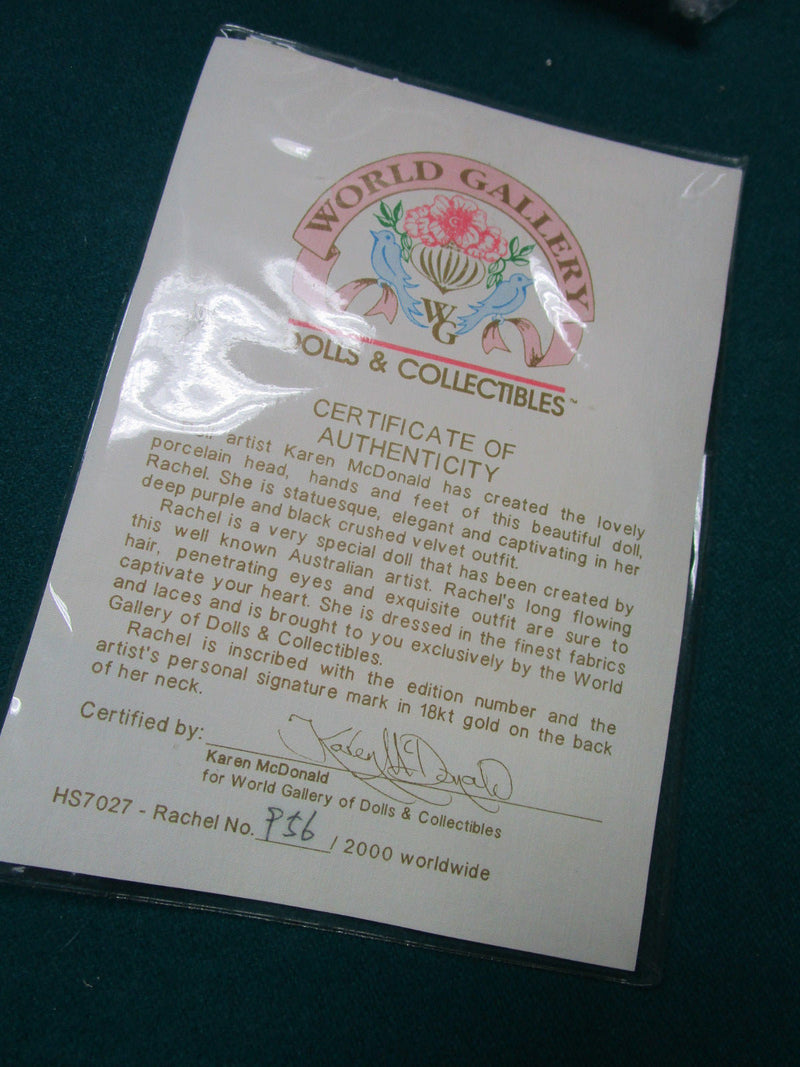 WORLD GALLERY
WG
DOLLS & COLLECTIBLES™
CERTIFICATE OF
AUTHENTICITY
artist Karen McDonald has created the lovely
porcelain head, hands and feet of this beautiful doll,
Rachel. She is statuesque, elegant and captivating in her
deep purple and black crushed velvet outfit.
Rachel is a very special doll that has been created by
this well known Australian artist. Rachel's long flowing
hair, penetrating eyes and exquisite outfit are sure to
captivate your heart. She is dressed in the finest fabrics
and laces and is brought to you exclusively by the World
Gallery of Dolls & Collectibles.
Rachel is inscribed with the edition number and the
artist's personal signature mark in 18kt gold on the back
of her neck.
Certified by: Karen McDonald
Karen McDonald
for World Gallery of Dolls & Collectibles
HS7027 - Rachel No. P56 / 2000 worldwide